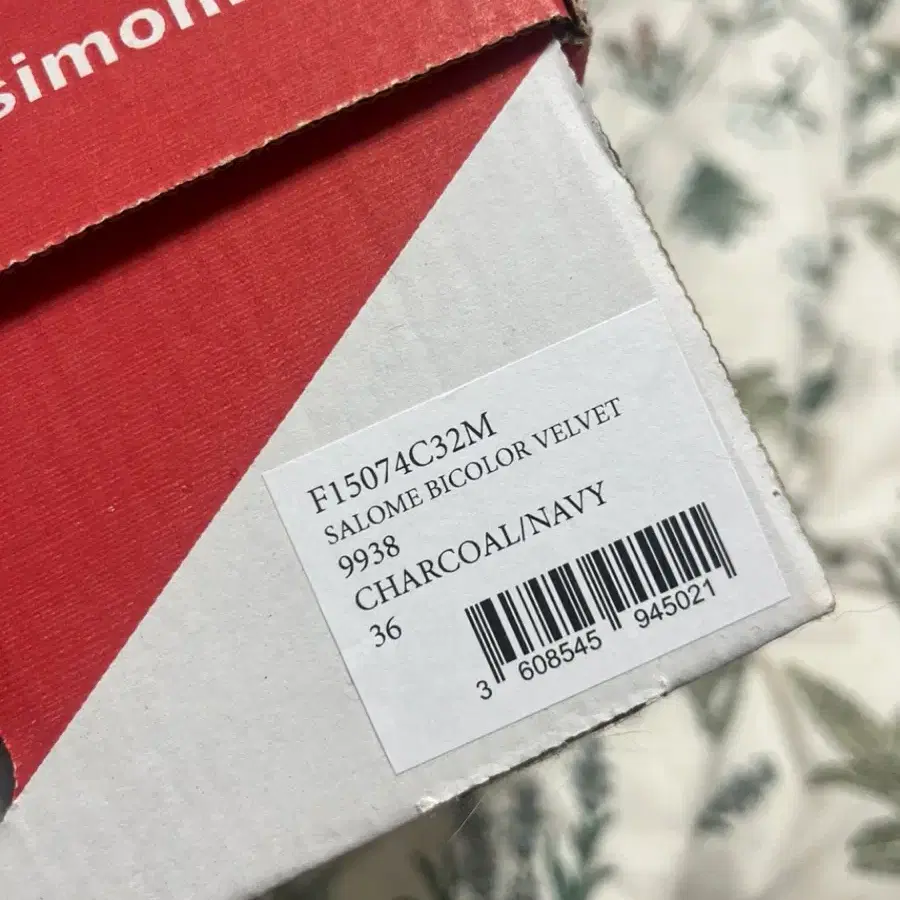 simon
F15074C32M
SALOME BICOLOR VELVET
9938
CHARCOAL/NAVY
36
3 608545 945021